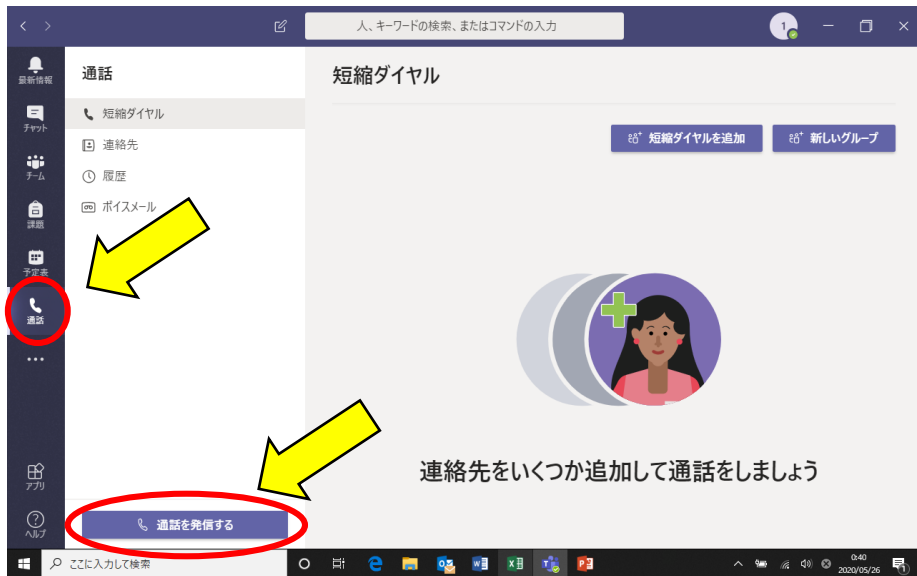 人、キーワードの検索、またはコマンドの入力
1
最新情報
チャット
チーム
課題
予定表
通話
アプリ
ヘルプ
通話
短縮ダイヤル
連絡先
履歴
ボイスメール
通話を発信する
短縮ダイヤル
短縮ダイヤルを追加
新しいグループ
連絡先をいくつか追加して通話をしましょう
ここに入力して検索
0:40
2020/05/26